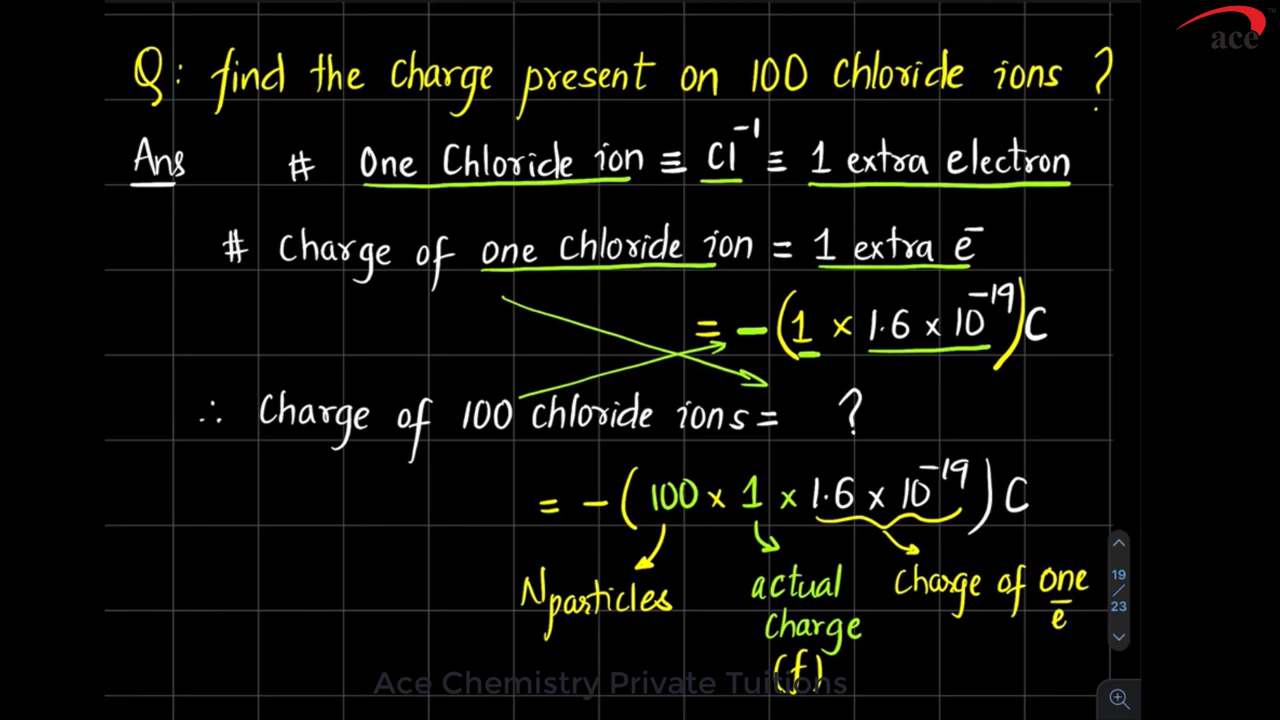 ace
Q: find the charge present on 100 Chloride ions ?
Ans # One Chloride ion ≡ Cl⁻¹ ≡ 1 extra electron
# Charge of one chloride ion = 1 extra e⁻
= - (1 × 1.6 × 10⁻¹⁹) C
∴ Charge of 100 chloride ions = ?
= - (100 × 1 × 1.6 × 10⁻¹⁹) C
N particles actual charge (f) Charge of one e
19 / 23
Ace Chemistry Private Tuitions